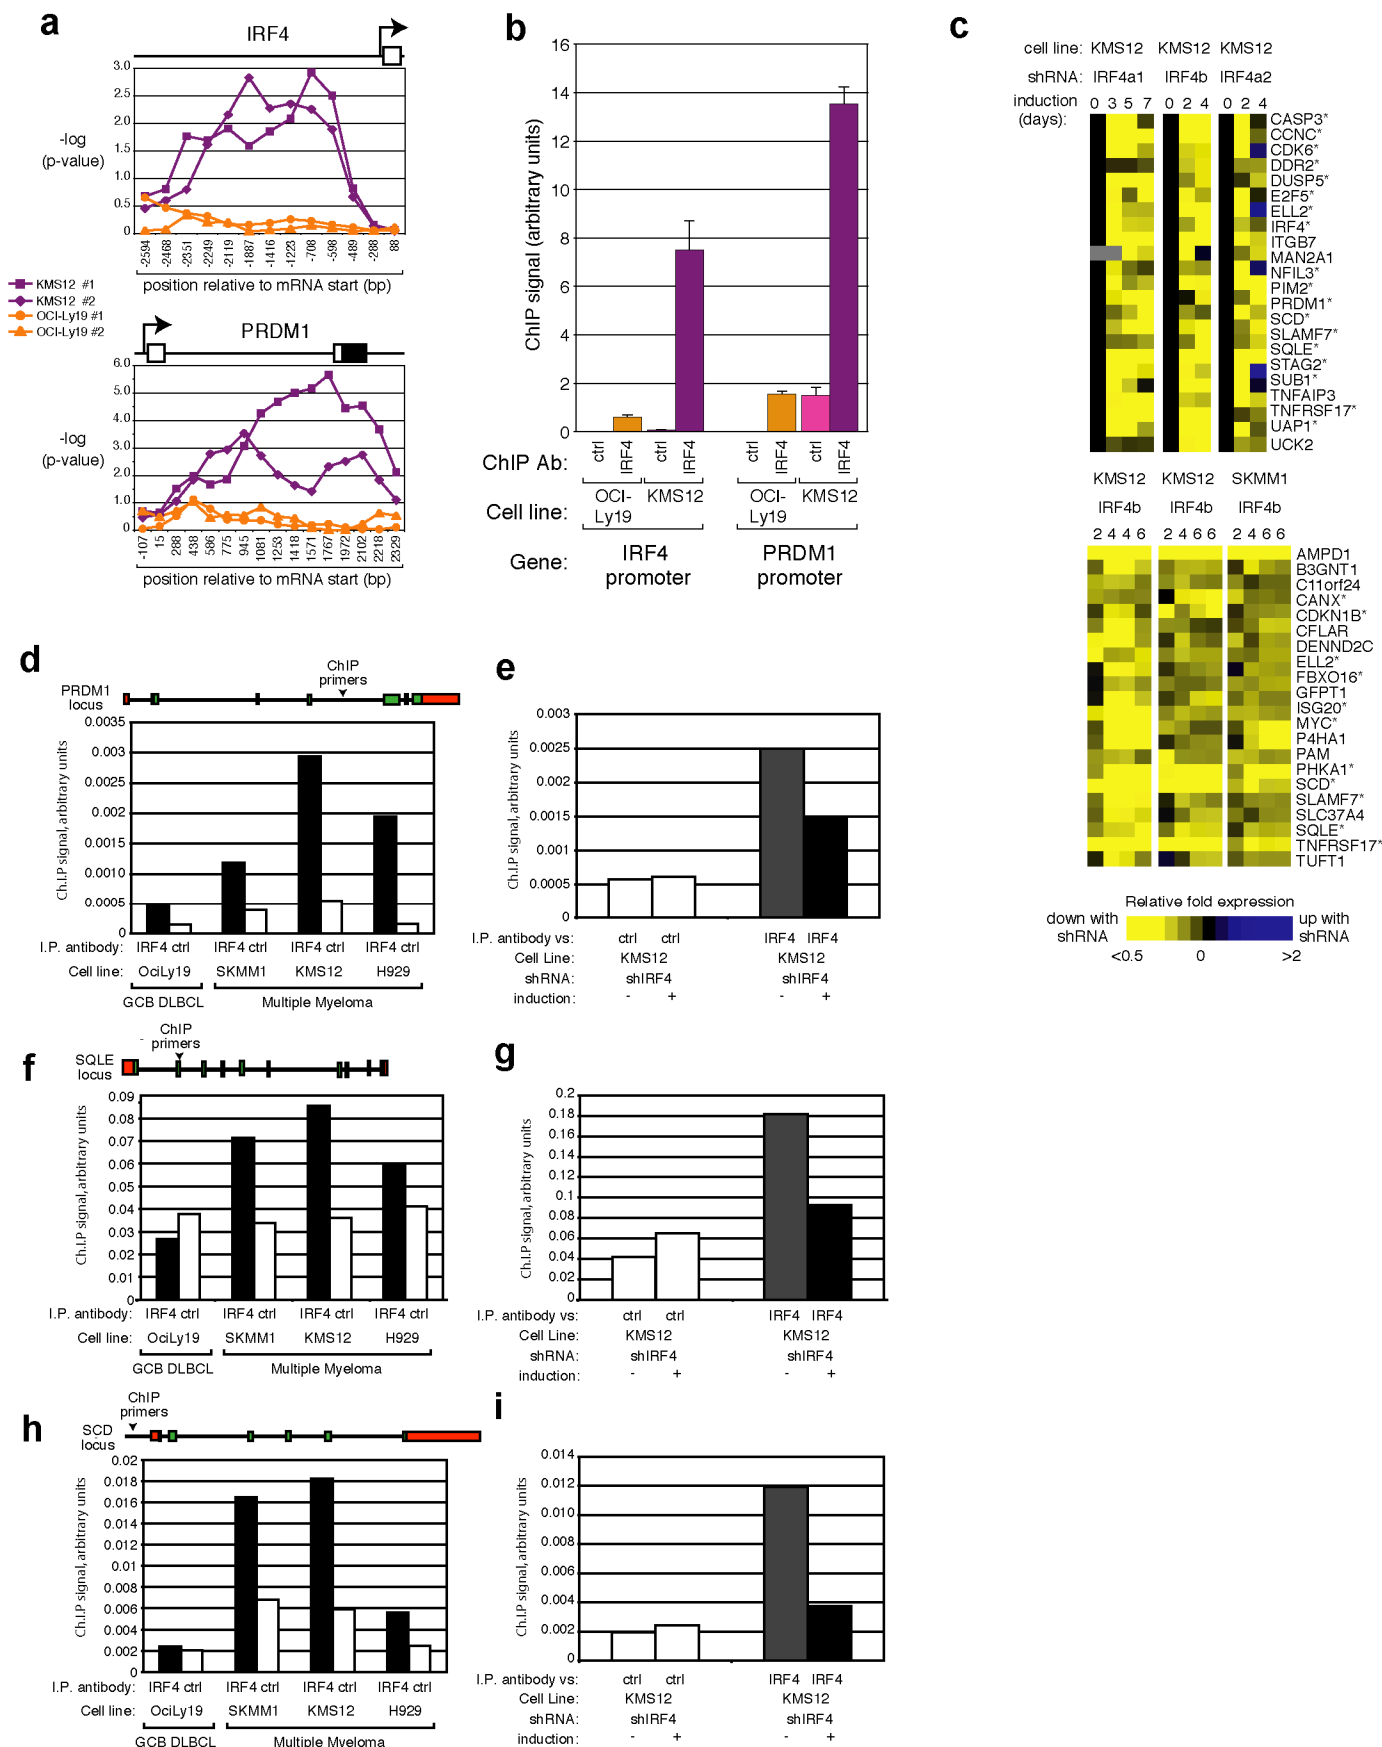 a
IRF4
3.0
2.5
2.0
1.0
0.5
0
-log
(p-value)
-2594
-2468
-2351
-2249
-2119
-1887
-1416
-1223
-708
-598
-489
-288
88
position relative to mRNA start (bp)
KMS12 #1
KMS12 #2
OCI-Ly19 #1
OCI-Ly19 #2
PRDM1
6.0
5.0
4.0
3.0
2.0
1.0
0
-log
(p-value)
-107
15
288
438
586
775
945
1081
1253
1418
1571
1767
1972
2102
2218
2329
position relative to mRNA start (bp)
b
16
14
12
10
8
6
4
2
0
ChIP signal (arbitrary units)
ChIP Ab:
ctrl
IRF4
ctrl
IRF4
ctrl
IRF4
ctrl
IRF4
Cell line:
OCI-
Ly19
KMS12
OCI-
Ly19
KMS12
Gene:
IRF4
promoter
PRDM1
promoter
c
cell line: KMS12 KMS12 KMS12
shRNA: IRF4a1 IRF4b IRF4a2
induction
(days):
0 3 5 7 0 2 4 0 2 4
CASP3*
CCNC*
CDK6*
DDR2*
DUSP5*
E2F5*
ELL2*
IRF4*
ITGB7
MAN2A1
NFIL3*
PIM2*
PRDM1*
SCD*
SLAMF7*
SQLE*
STAG2*
SUB1*
TNFAIP3
TNFRSF17*
UAP1*
UCK2
KMS12 KMS12 SKMM1
IRF4b IRF4b IRF4b
2 4 4 6 2 4 6 6 2 4 6 6
AMPD1
B3GNT1
C11orf24
CANX*
CDKN1B*
CFLAR
DENND2C
ELL2*
FBXO16*
GFPT1
ISG20*
MYC*
P4HA1
PAM
PHKA1*
SCD*
SLAMF7*
SLC37A4
SQLE*
TNFRSF17*
TUFT1
Relative fold expression
down with
shRNA
up with
shRNA
<0.5 0 >2
d
ChIP
primers
PRDM1
locus
0.0035
0.003
0.0025
0.002
0.0015
0.0010
0.0005
0
Ch.I.P signal, arbitrary units
I.P. antibody: IRF4 ctrl IRF4 ctrl IRF4 ctrl IRF4 ctrl
Cell line: OciLy19 SKMM1 KMS12 H929
GCB DLBCL Multiple Myeloma
e
0.003
0.0025
0.002
0.0015
0.001
0.0005
0
Ch.I.P signal, arbitrary units
I.P. antibody vs: ctrl ctrl IRF4 IRF4
Cell Line: KMS12 KMS12
shRNA: shIRF4 shIRF4
induction: - + - +
f
ChIP
primers
SQLE
locus
0.09
0.08
0.07
0.06
0.05
0.04
0.03
0.02
0.01
0
Ch.I.P signal, arbitrary units
I.P. antibody: IRF4 ctrl IRF4 ctrl IRF4 ctrl IRF4 ctrl
Cell line: OciLy19 SKMM1 KMS12 H929
GCB DLBCL Multiple Myeloma
g
0.2
0.18
0.16
0.14
0.12
0.1
0.08
0.06
0.04
0.02
0
Ch.I.P signal, arbitrary units
I.P. antibody vs: ctrl ctrl IRF4 IRF4
Cell Line: KMS12 KMS12
shRNA: shIRF4 shIRF4
induction: - + - +
h
ChIP
primers
SCD
locus
0.02
0.018
0.016
0.014
0.012
0.01
0.008
0.006
0.004
0.002
0
Ch.I.P signal, arbitrary units
I.P. antibody: IRF4 ctrl IRF4 ctrl IRF4 ctrl IRF4 ctrl
Cell line: OciLy19 SKMM1 KMS12 H929
GCB DLBCL Multiple Myeloma
i
0.014
0.012
0.010
0.008
0.006
0.004
0.002
0
Ch.I.P signal, arbitrary units
I.P. antibody vs: ctrl ctrl IRF4 IRF4
Cell Line: KMS12 KMS12
shRNA: shIRF4 shIRF4
induction: - + - +